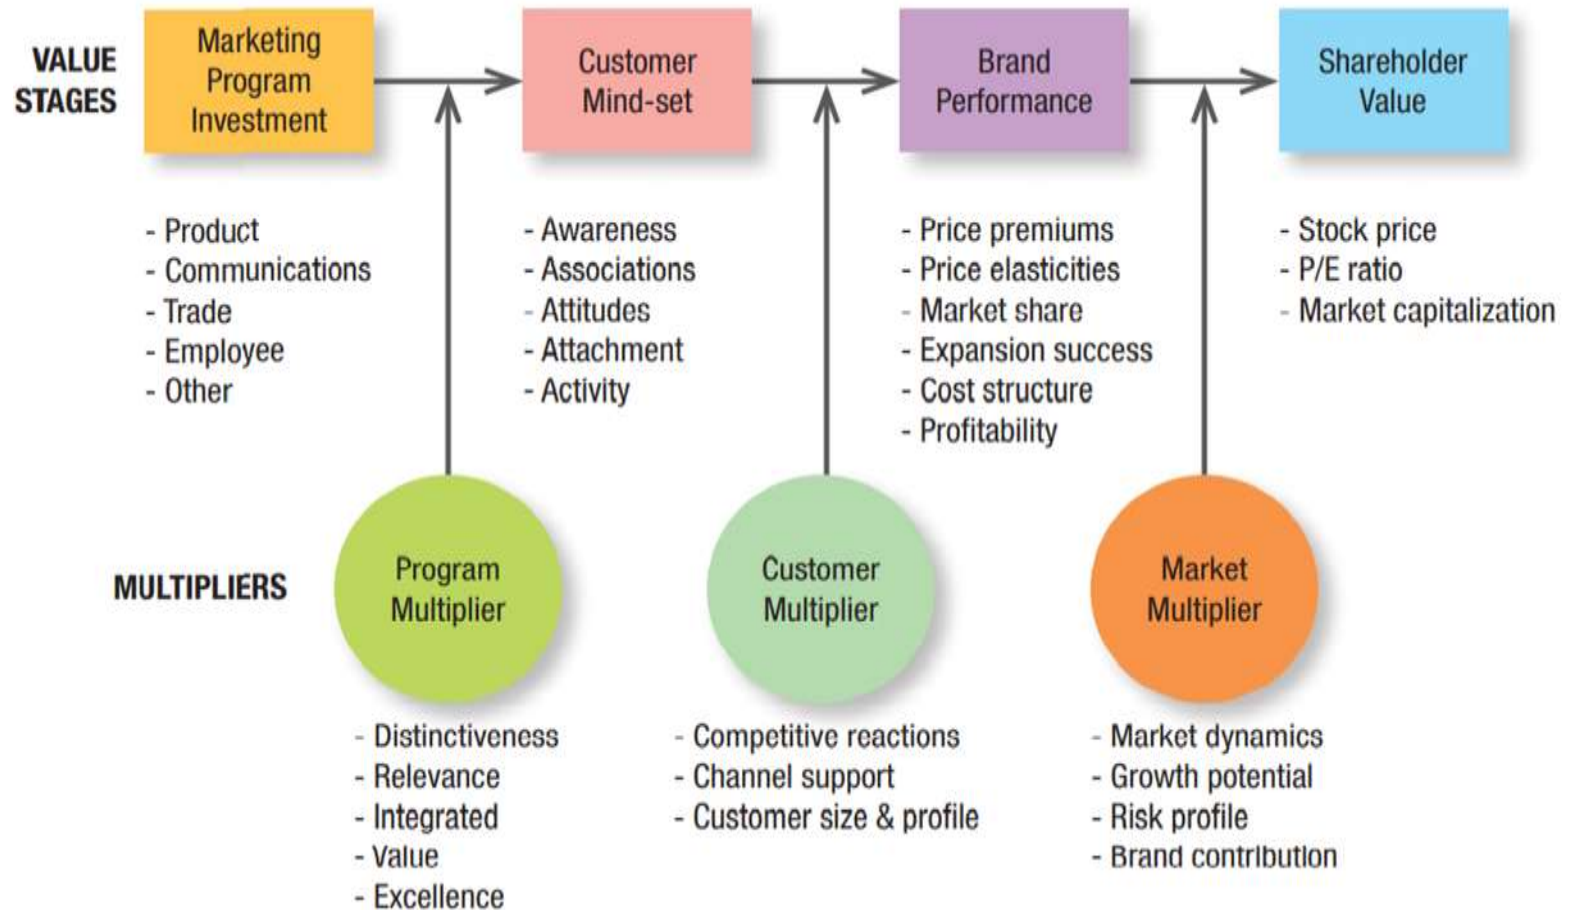 VALUE
STAGES
Marketing
Program
Investment
Customer
Mind-set
Brand
Performance
Shareholder
Value
- Product
- Communications
- Trade
- Employee
- Other
- Awareness
- Associations
- Attitudes
- Attachment
- Activity
- Price premiums
- Price elasticities
- Market share
- Expansion success
- Cost structure
- Profitability
- Stock price
- P/E ratio
- Market capitalization
MULTIPLIERS
Program
Multiplier
Customer
Multiplier
Market
Multiplier
- Distinctiveness
- Relevance
- Integrated
- Value
- Excellence
- Competitive reactions
- Channel support
- Customer size & profile
- Market dynamics
- Growth potential
- Risk profile
- Brand contribution